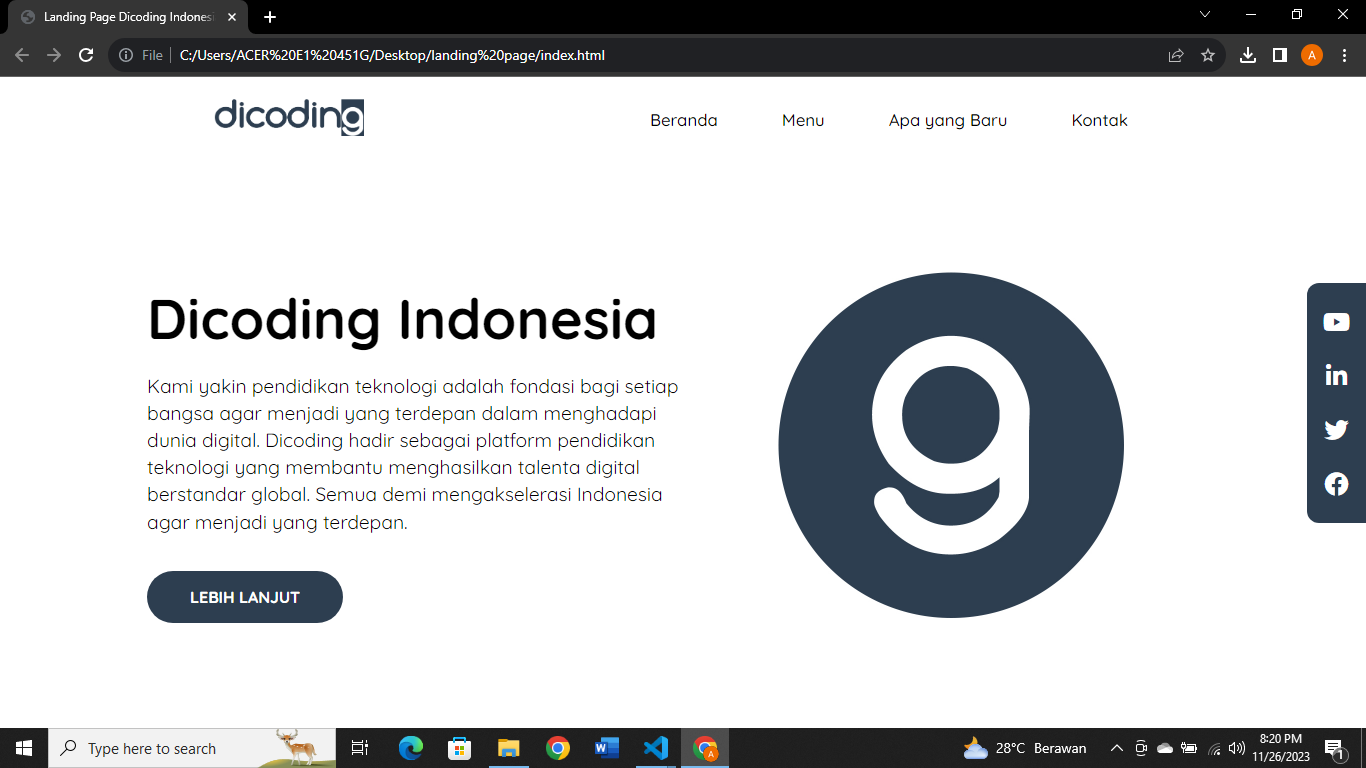 Landing Page Dicoding Indonesi
File
C:/Users/ACER%20E1%20451G/Desktop/landing%20page/index.html
A
dicoding
Beranda
Menu
Apa yang Baru
Kontak
Dicoding Indonesia
Kami yakin pendidikan teknologi adalah fondasi bagi setiap
bangsa agar menjadi yang terdepan dalam menghadapi
dunia digital. Dicoding hadir sebagai platform pendidikan
teknologi yang membantu menghasilkan talenta digital
berstandar global. Semua demi mengakselerasi Indonesia
agar menjadi yang terdepan.
LEBIH LANJUT
g
in
Type here to search
W
A
28°C Berawan
8:20 PM
11/26/2023
1